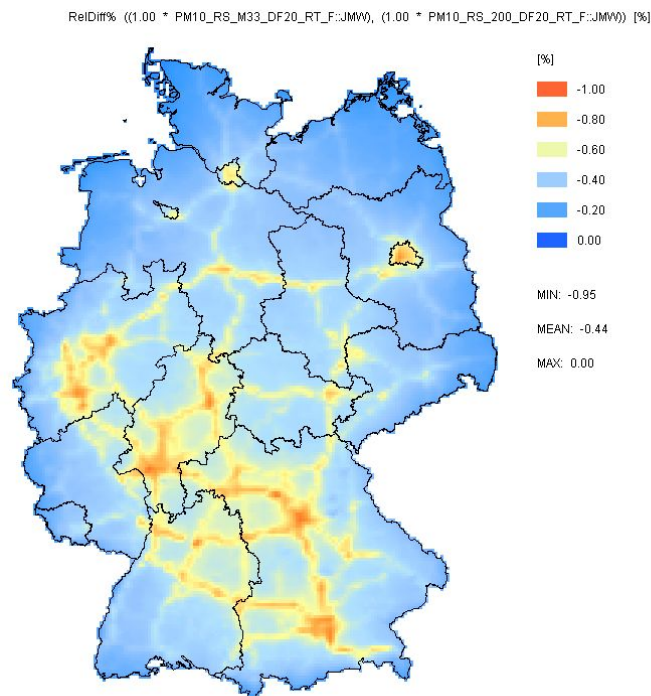 RelDiff% ((1.00 * PM10_RS_M33_DF20_RT_F::JMW), (1.00 * PM10_RS_200_DF20_RT_F::JMW)) [%]
[%]
-1.00
-0.80
-0.60
-0.40
-0.20
0.00
MIN: -0.95
MEAN: -0.44
MAX: 0.00